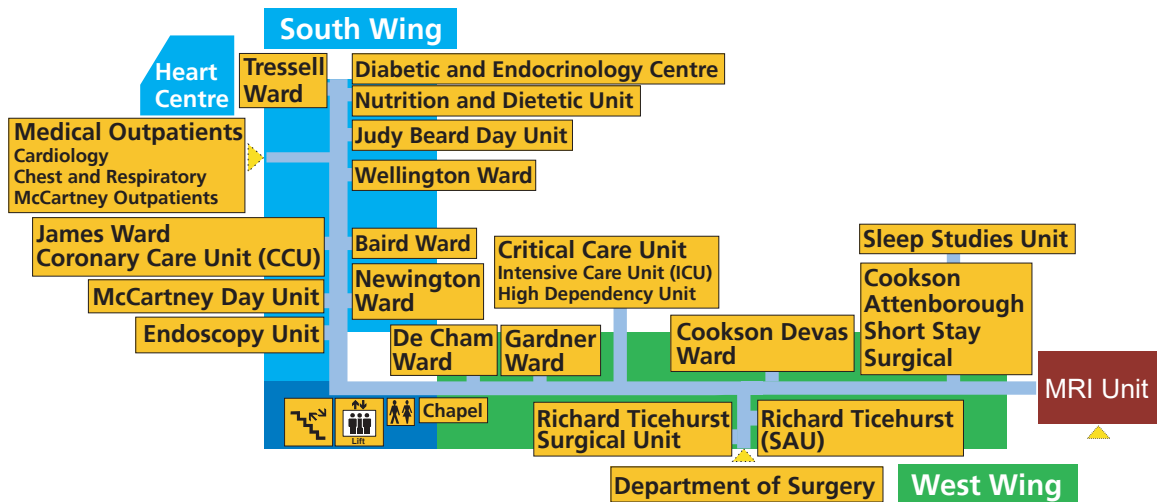 South Wing
Heart
Centre
Tressell
Ward
Diabetic and Endocrinology Centre
Nutrition and Dietetic Unit
Judy Beard Day Unit
Medical Outpatients
Cardiology
Chest and Respiratory
McCartney Outpatients
Wellington Ward
James Ward
Coronary Care Unit (CCU)
Baird Ward
Critical Care Unit
Intensive Care Unit (ICU)
High Dependency Unit
Sleep Studies Unit
McCartney Day Unit
Newington
Ward
Cookson
Attenborough
Short Stay
Surgical
Endoscopy Unit
De Cham
Ward
Gardner
Ward
Cookson Devas
Ward
MRI Unit
Lift
Chapel
Richard Ticehurst
Surgical Unit
Richard Ticehurst
(SAU)
Department of Surgery
West Wing